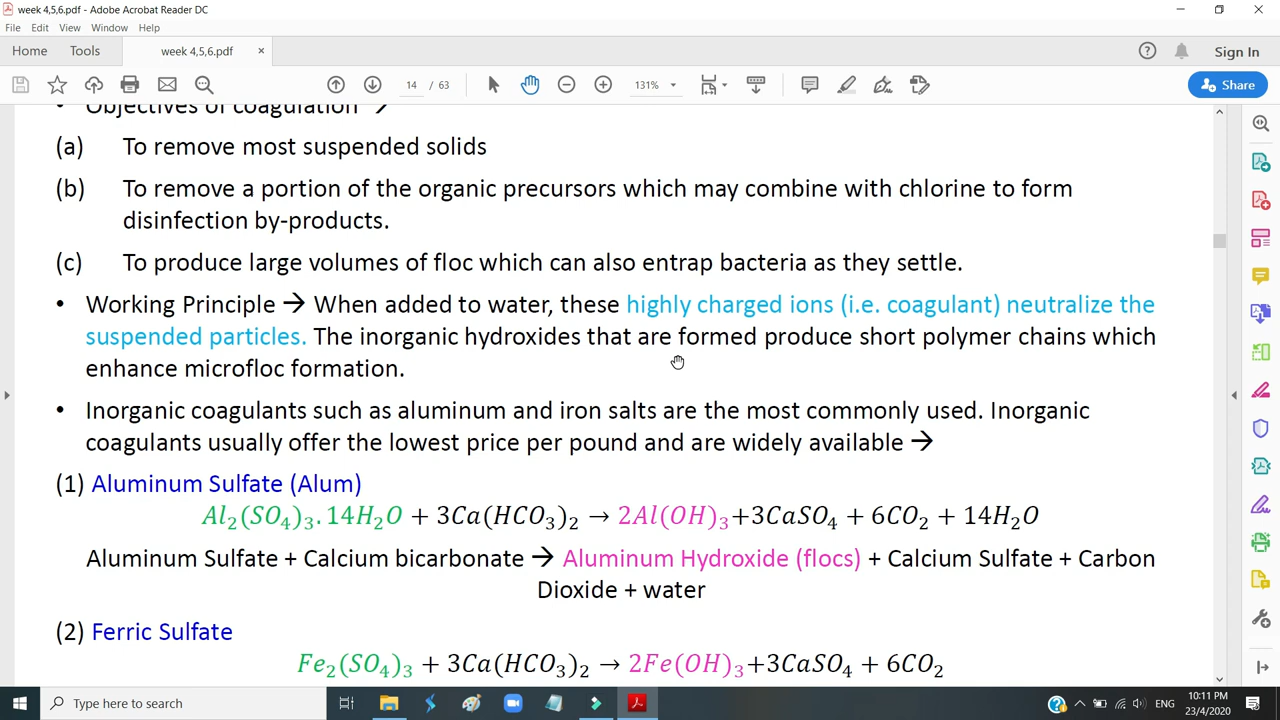 week 4,5,6.pdf - Adobe Acrobat Reader DC
File Edit View Window Help
Home Tools week 4,5,6.pdf × Sign In
14 / 63 131% Share
• Objectives of coagulation →
(a) To remove most suspended solids
(b) To remove a portion of the organic precursors which may combine with chlorine to form
disinfection by-products.
(c) To produce large volumes of floc which can also entrap bacteria as they settle.
• Working Principle → When added to water, these highly charged ions (i.e. coagulant) neutralize the
suspended particles. The inorganic hydroxides that are formed produce short polymer chains which
enhance microfloc formation.
• Inorganic coagulants such as aluminum and iron salts are the most commonly used. Inorganic
coagulants usually offer the lowest price per pound and are widely available →
(1) Aluminum Sulfate (Alum)
Al₂(SO₄)₃.14H₂O + 3Ca(HCO₃)₂ → 2Al(OH)₃+3CaSO₄ + 6CO₂ + 14H₂O
Aluminum Sulfate + Calcium bicarbonate → Aluminum Hydroxide (flocs) + Calcium Sulfate + Carbon
Dioxide + water
(2) Ferric Sulfate
Fe₂(SO₄)₃ + 3Ca(HCO₃)₂ → 2Fe(OH)₃+3CaSO₄ + 6CO₂
Type here to search
ENG
10:11 PM
23/4/2020